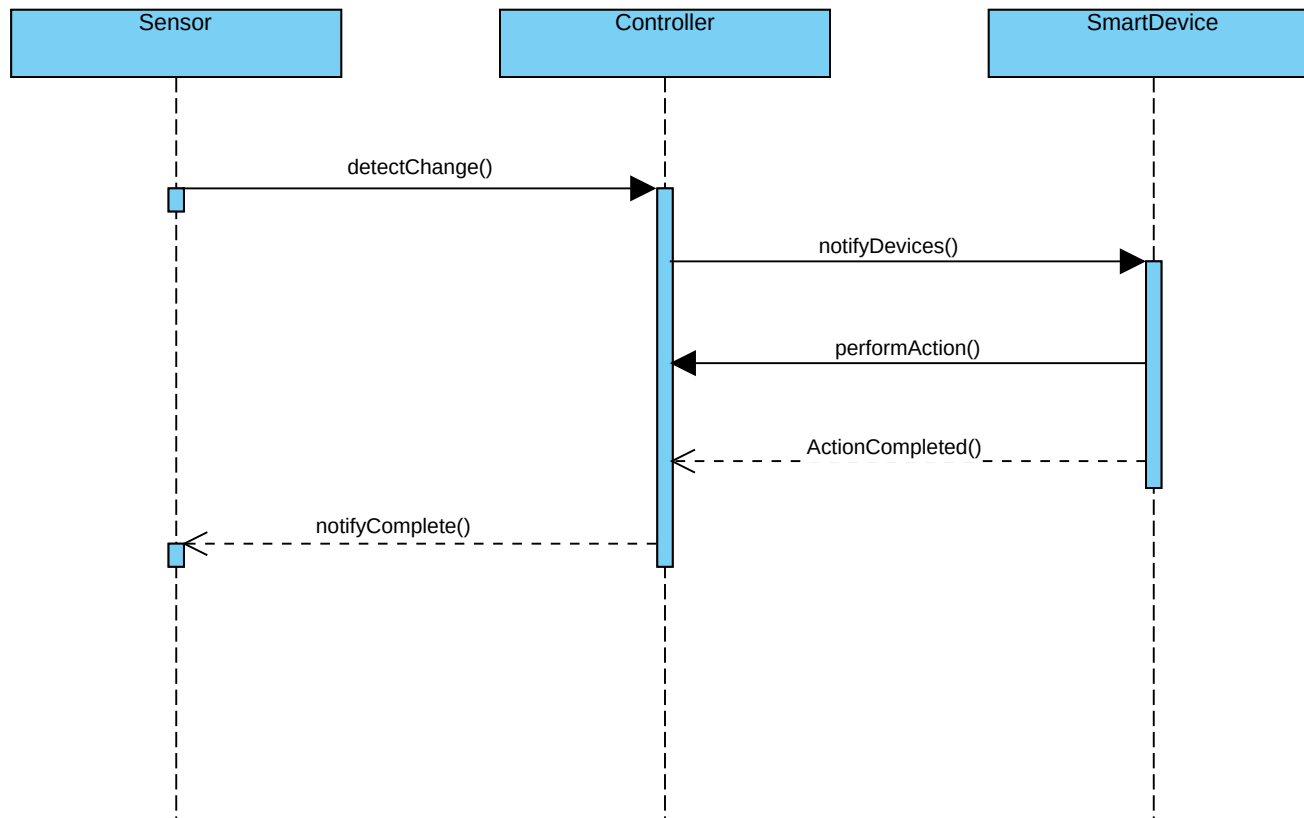 Sensor
Controller
SmartDevice
detectChange()
notifyDevices()
performAction()
ActionCompleted()
notifyComplete()